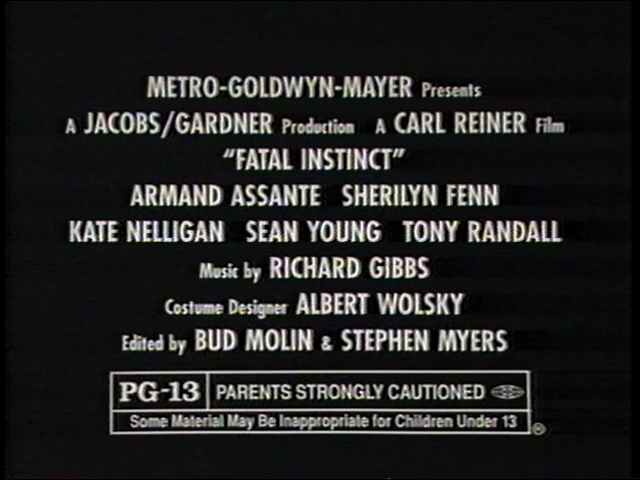 METRO-GOLDWYN-MAYER Presents
A JACOBS/GARDNER Production A CARL REINER Film
"FATAL INSTINCT"
ARMAND ASSANTE SHERILYN FENN
KATE NELLIGAN SEAN YOUNG TONY RANDALL
Music by RICHARD GIBBS
Costume Designer ALBERT WOLSKY
Edited by BUD MOLIN & STEPHEN MYERS
PG-13 PARENTS STRONGLY CAUTIONED
Some Material May Be Inappropriate for Children Under 13 ®